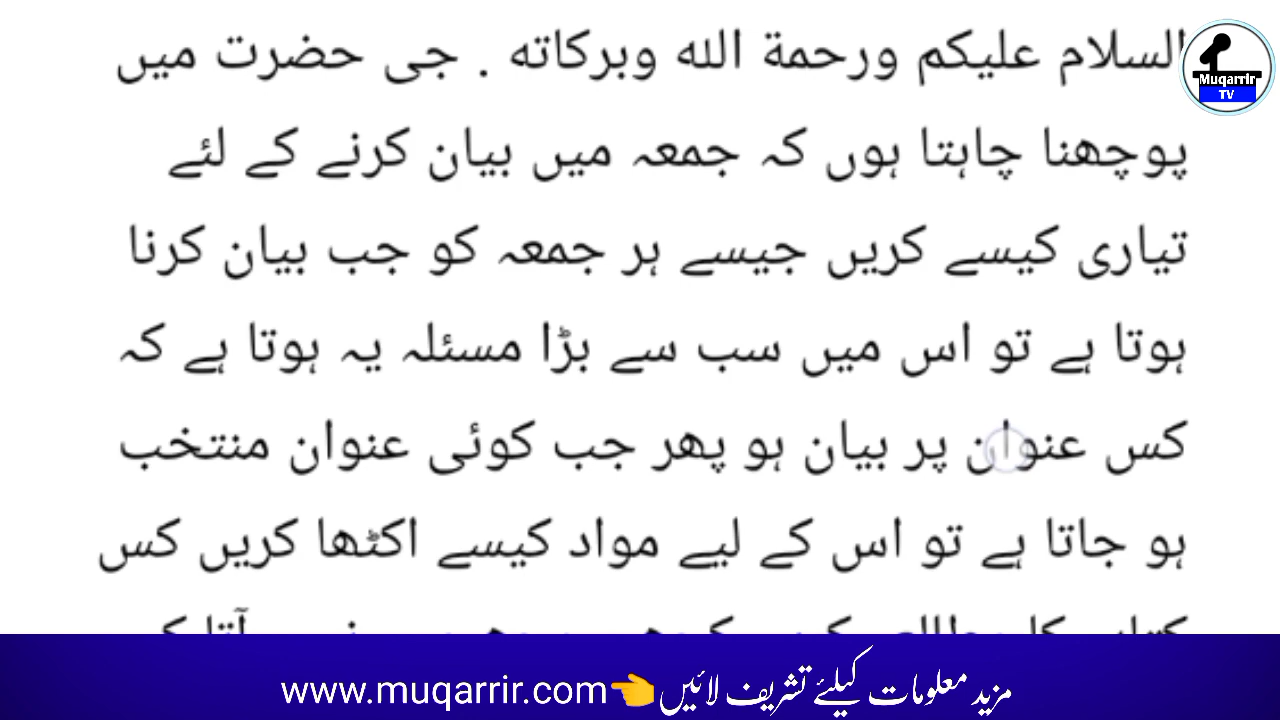 السلام علیکم ورحمة الله وبركاته . جی حضرت میں
پوچھنا چاہتا ہوں کہ جمعہ میں بیان کرنے کے لئے
تیاری کیسے کریں جیسے ہر جمعہ کو جب بیان کرنا
ہوتا ہے تو اس میں سب سے بڑا مسئلہ یہ ہوتا ہے کہ
کس عنوان پر بیان ہو پھر جب کوئی عنوان منتخب
ہو جاتا ہے تو اس کے لیے مواد کیسے اکٹھا کریں کس
Muqarrir
TV
مزید معلومات کیلئے تشریف لائیں👈www.muqarrir.com